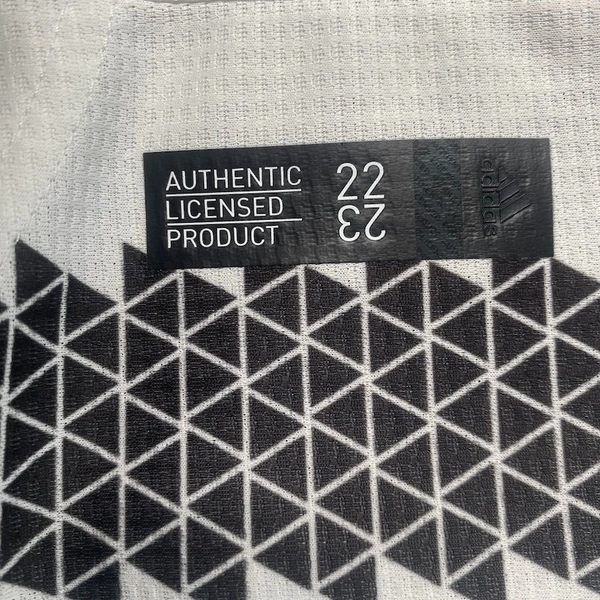 AUTHENTIC
LICENSED
PRODUCT
22
23
adidas